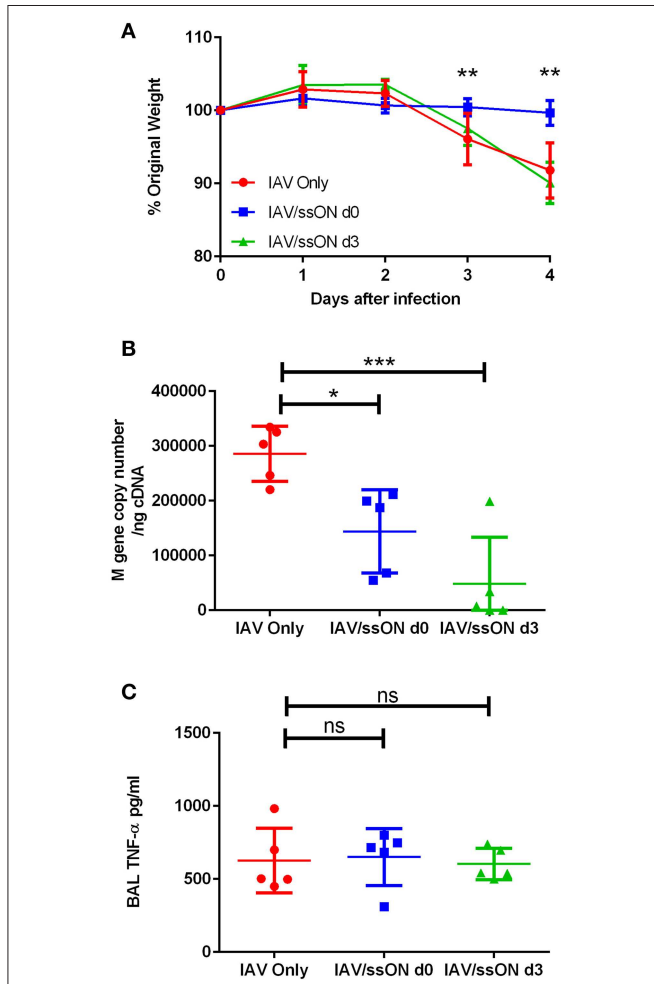 A
110
100
90
80
% Original Weight
** **
IAV Only
IAV/ssON d0
IAV/ssON d3
0 1 2 3 4
Days after infection
B
***
*
400000
300000
200000
100000
0
M gene copy number
/ng cDNA
IAV Only IAV/ssON d0 IAV/ssON d3
C
ns
ns
1500
1000
500
0
BAL TNF-α pg/ml
IAV Only IAV/ssON d0 IAV/ssON d3